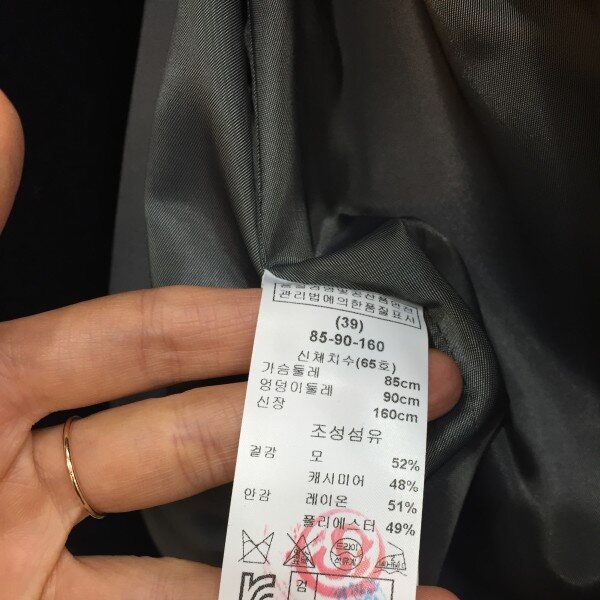 관리법에의한품질표시
(39)
85-90-160
신체치수(65호)
가슴둘레 85cm
엉덩이둘레 90cm
신장 160cm
조성섬유
겉감 모 52%
캐시미어 48%
안감 레이온 51%
폴리에스터 49%
드라이